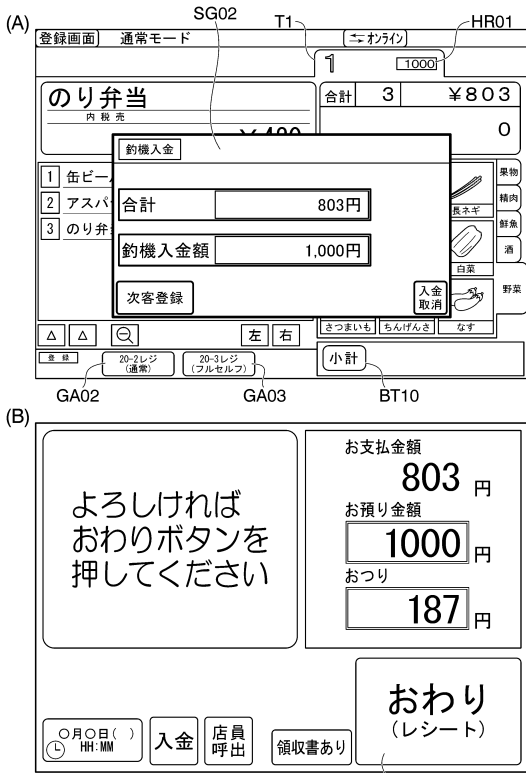 SG02
(A)
T1
HR01
登録画面 通常モード
オンライン
1
1000
のり弁当
内税売
合計 3 ¥803
0
釣機入金
1 缶ビー
2 アスパ
3 のり弁
合計 803円
釣機入金額 1,000円
次客登録
入金
取消
長ネギ
白菜
さつまいも
ちんげんさ
なす
果物
精肉
鮮魚
酒
野菜
△ △
左 右
登録
20-2レジ
(通常)
20-3レジ
(フルセルフ)
小計
GA02
GA03
BT10
(B)
よろしければ
おわりボタンを
押してください
お支払金額
803 円
お預り金額
1000 円
おつり
187 円
〇月〇日( )
HH:MM
入金
店員
呼出
領収書あり
おわり
(レシート)